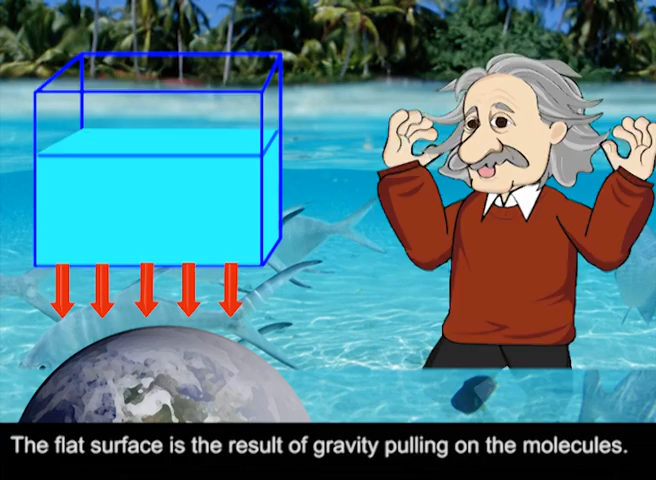 The flat surface is the result of gravity pulling on the molecules.